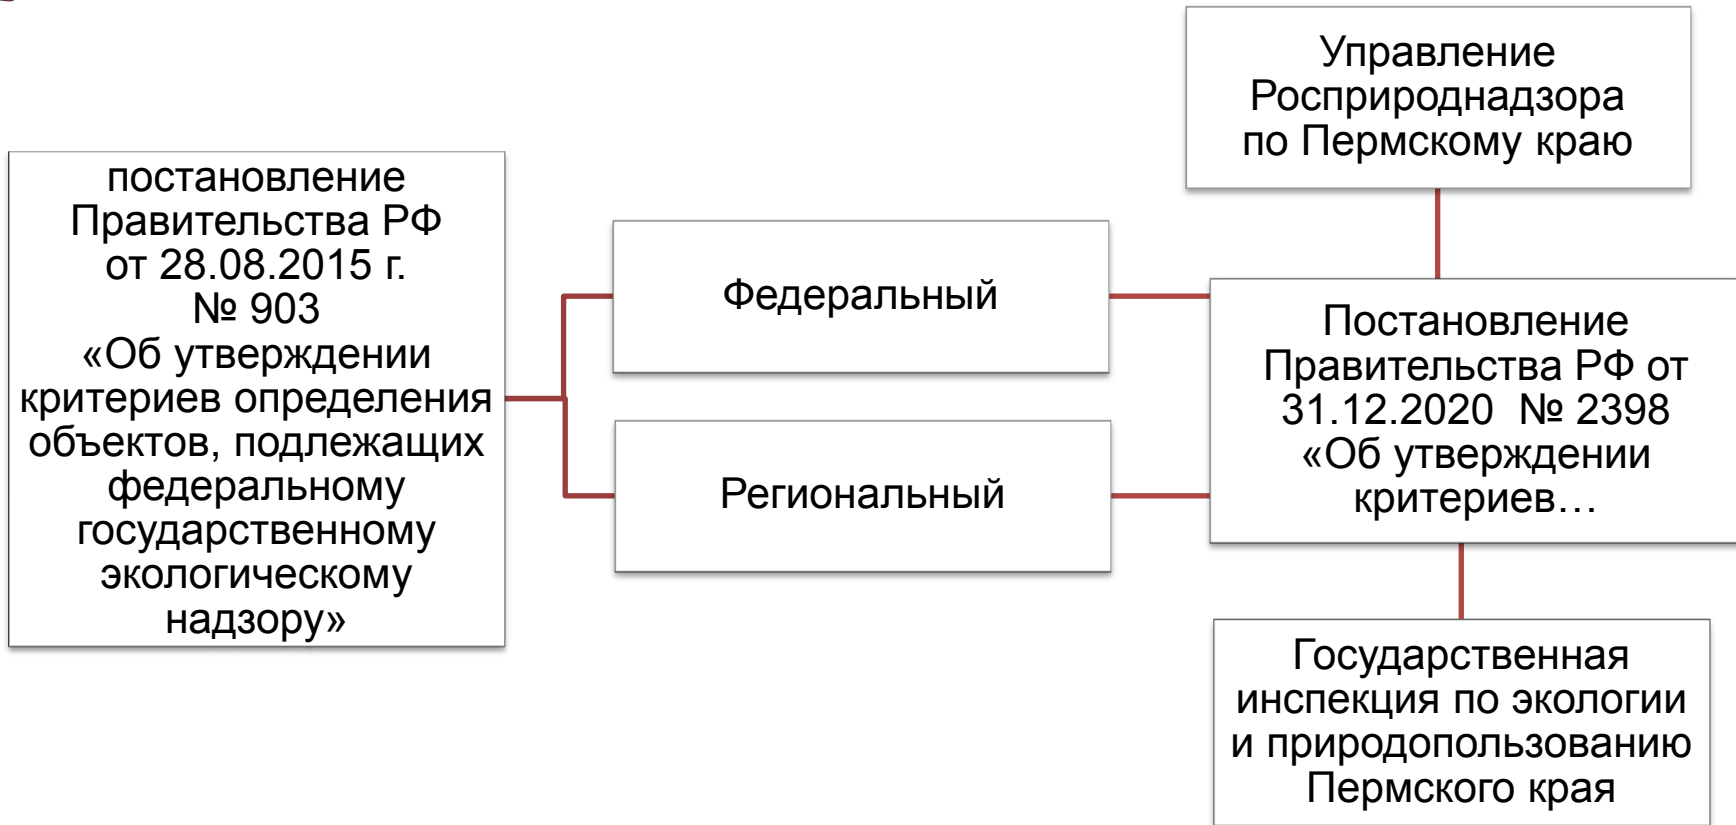 постановление
Правительства РФ
от 28.08.2015 г.
№ 903
«Об утверждении
критериев определения
объектов, подлежащих
федеральному
государственному
экологическому
надзору»
Федеральный
Региональный
Управление
Росприроднадзора
по Пермскому краю
Постановление
Правительства РФ от
31.12.2020 № 2398
«Об утверждении
критериев…
Государственная
инспекция по экологии
и природопользованию
Пермского края